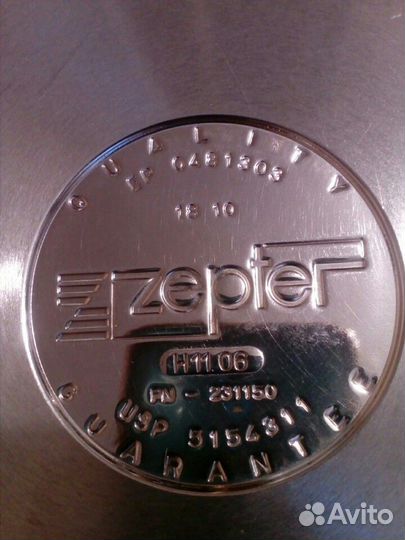 QUALITY
EP 0481303
18 10
Zepter
H11.06
RN - 231150
USP 5154311
GUARANTEE
Avito